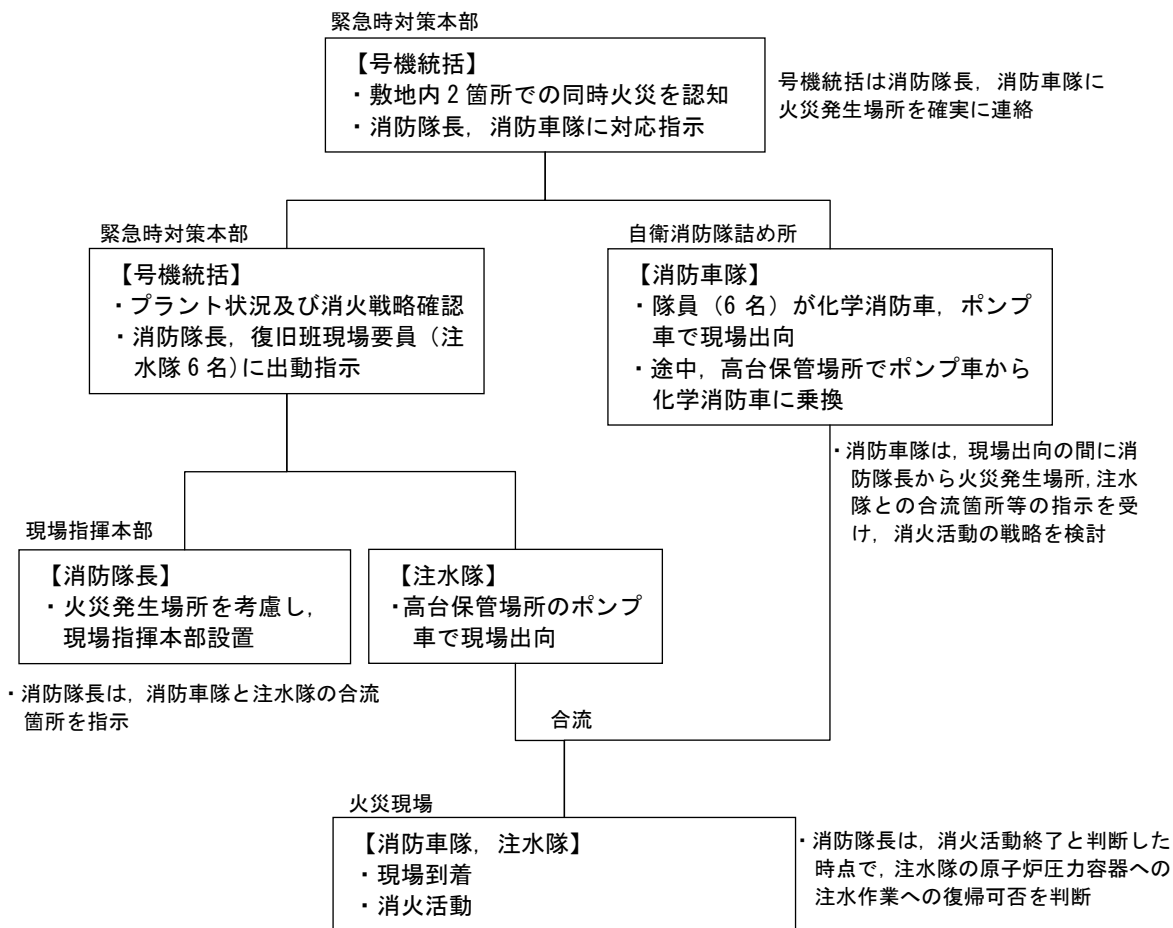 緊急時対策本部
【号機統括】
・敷地内2箇所での同時火災を認知
・消防隊長，消防車隊に対応指示
号機統括は消防隊長，消防車隊に
火災発生場所を確実に連絡
緊急時対策本部
【号機統括】
・プラント状況及び消火戦略確認
・消防隊長，復旧班現場要員（注
水隊6名）に出動指示
自衛消防隊詰め所
【消防車隊】
・隊員（6名）が化学消防車，ポンプ
車で現場出向
・途中，高台保管場所でポンプ車から
化学消防車に乗換
・消防車隊は，現場出向の間に消
防隊長から火災発生場所，注水
隊との合流箇所等の指示を受
け，消火活動の戦略を検討
現場指揮本部
【消防隊長】
・火災発生場所を考慮し，
現場指揮本部設置
・消防隊長は，消防車隊と注水隊の合流
箇所を指示
【注水隊】
・高台保管場所のポンプ
車で現場出向
合流
火災現場
【消防車隊，注水隊】
・現場到着
・消火活動
・消防隊長は，消火活動終了と判断した
時点で，注水隊の原子炉圧力容器への
注水作業への復帰可否を判断